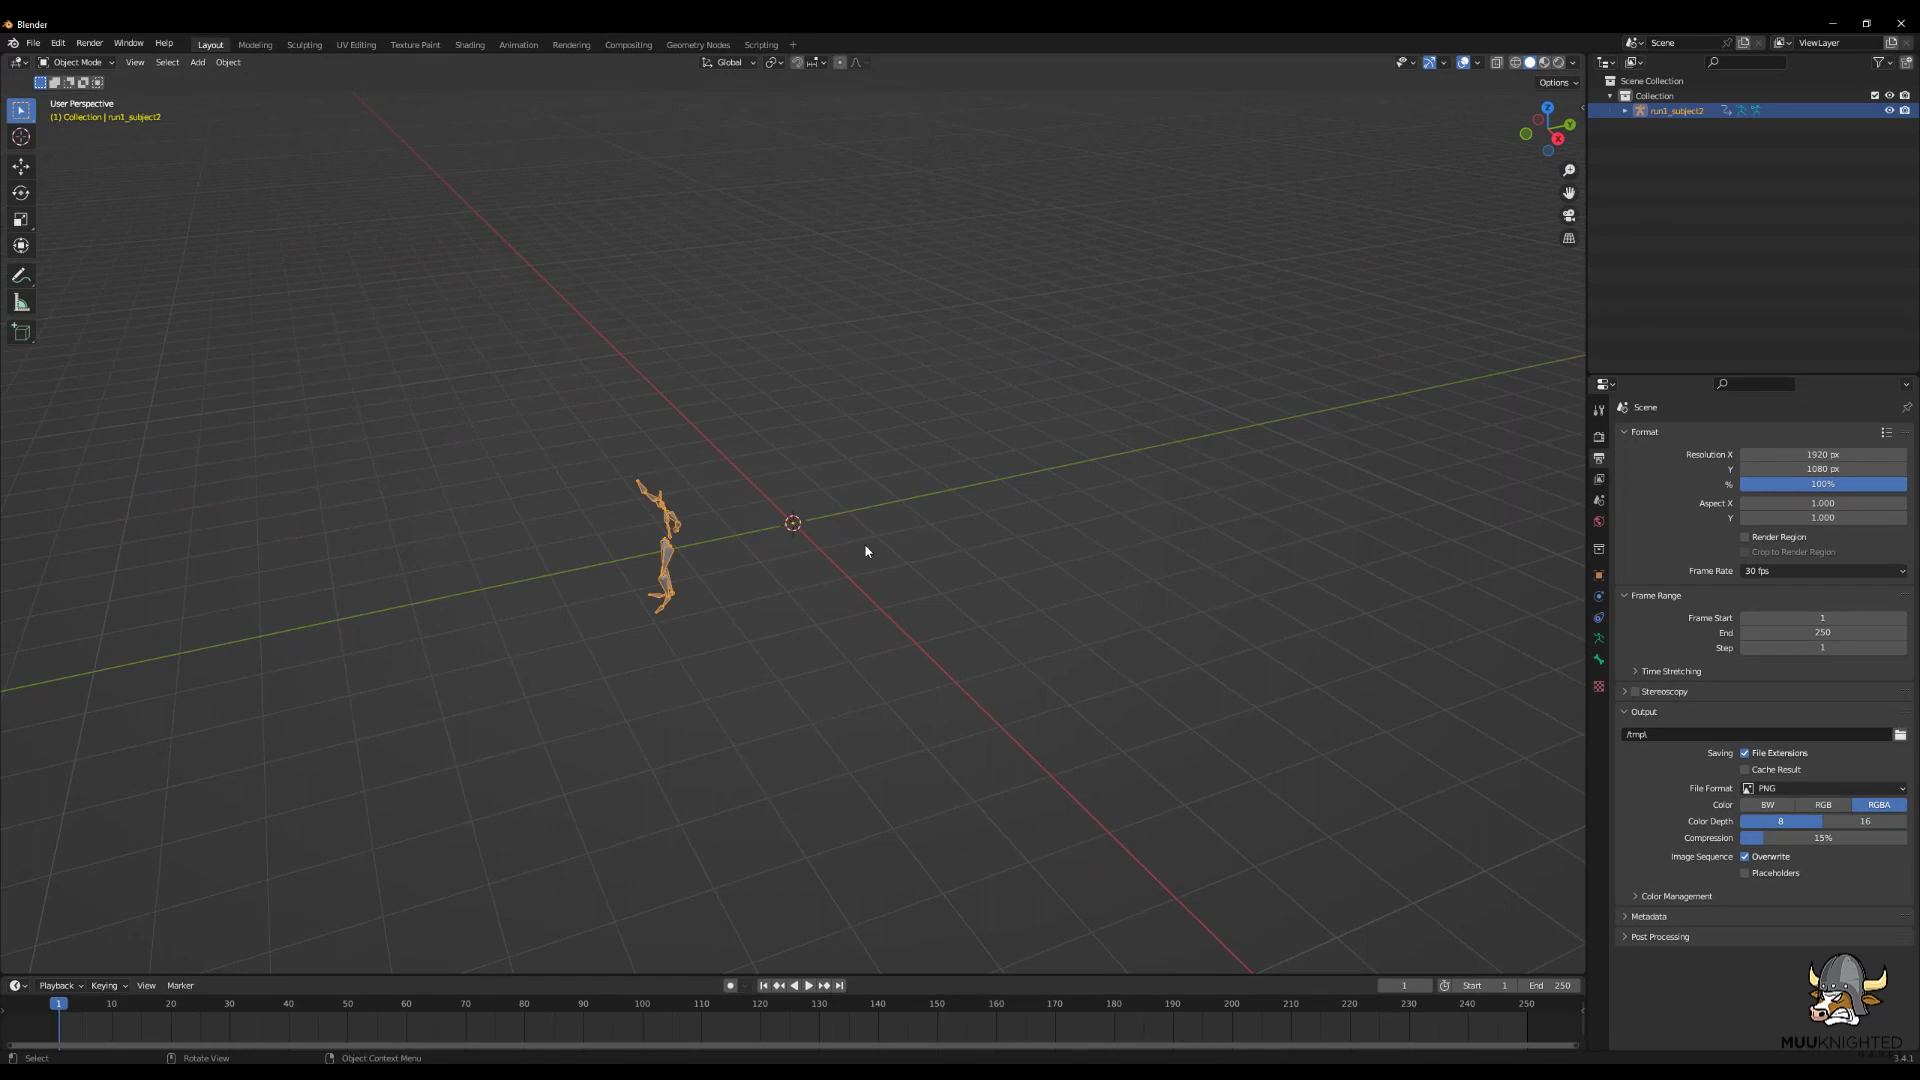 Blender
File Edit Render Window Help
Layout Modeling Sculpting UV Editing Texture Paint Shading Animation Rendering Compositing Geometry Nodes Scripting +
Scene
ViewLayer
Object Mode View Select Add Object
Global
Options
User Perspective
(1) Collection | run1_subject2
Z
Y
X
Scene Collection
Collection
run1_subject2
Scene
Format
Resolution X 1920 px
Y 1080 px
% 100%
Aspect X 1.000
Y 1.000
Render Region
Crop to Render Region
Frame Rate 30 fps
Frame Range
Frame Start 1
End 250
Step 1
Time Stretching
Stereoscopy
Output
/tmp\
Saving File Extensions
Cache Result
File Format PNG
Color BW RGB RGBA
Color Depth 8 16
Compression 15%
Image Sequence Overwrite
Placeholders
Color Management
Metadata
Post Processing
Playback Keying View Marker
1 Start 1 End 250
1 10 20 30 40 50 60 70 80 90 100 110 120 130 140 150 160 170 180 190 200 210 220 230 240 250
Select Rotate View Object Context Menu
MUUKNIGHTED
3.4.1